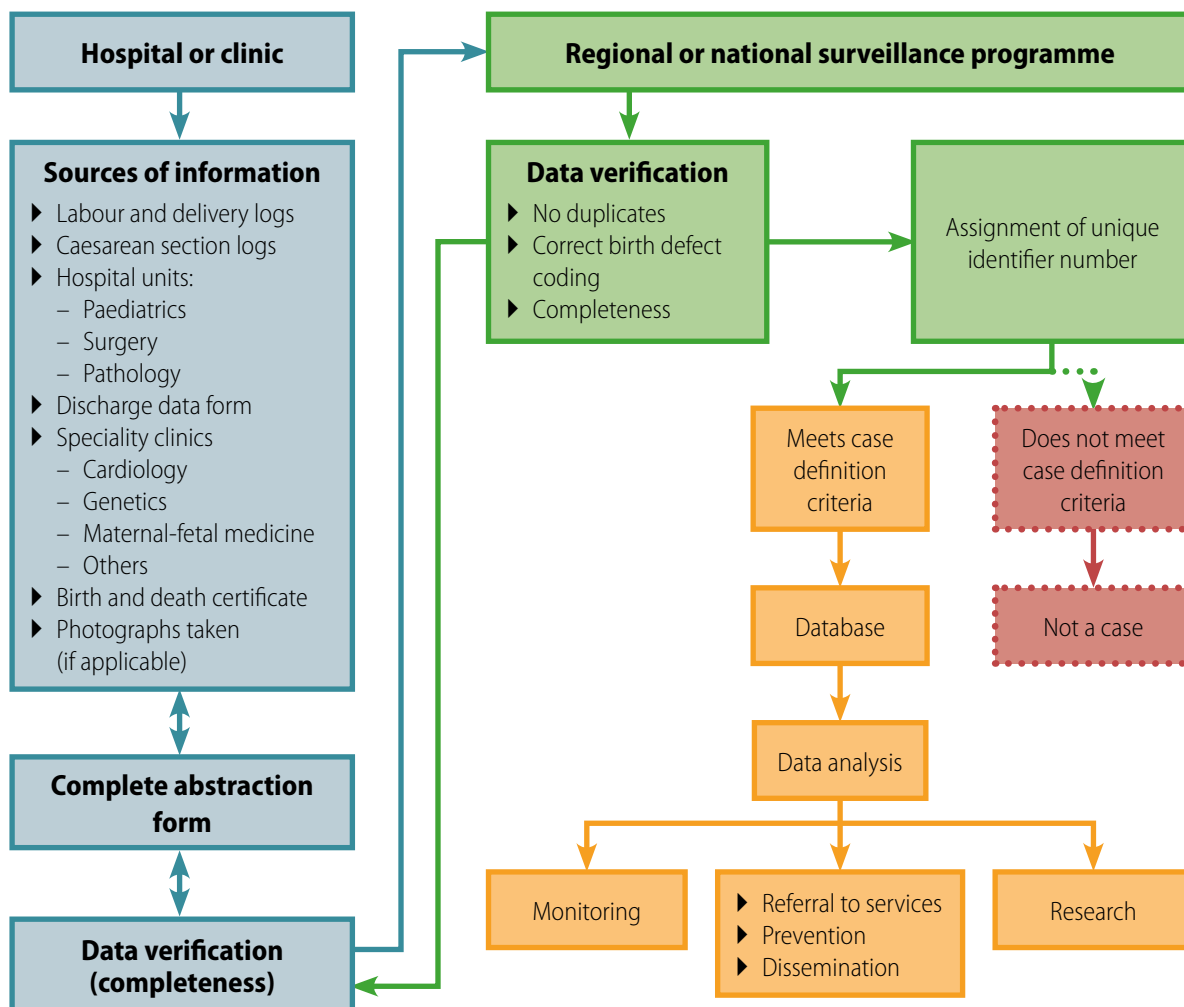 Hospital or clinic
Sources of information
Labour and delivery logs
Caesarean section logs
Hospital units:
– Paediatrics
– Surgery
– Pathology
Discharge data form
Speciality clinics
– Cardiology
– Genetics
– Maternal-fetal medicine
– Others
Birth and death certificate
Photographs taken
(if applicable)
Complete abstraction
form
Data verification
(completeness)
Regional or national surveillance programme
Data verification
No duplicates
Correct birth defect
coding
Completeness
Assignment of unique
identifier number
Meets case
definition
criteria
Does not meet
case definition
criteria
Database
Not a case
Data analysis
Monitoring
Referral to services
Prevention
Dissemination
Research